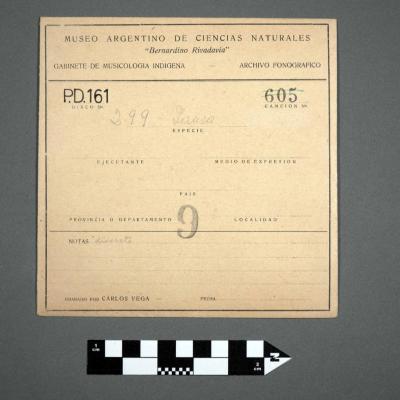 MUSEO ARGENTINO DE CIENCIAS NATURALES
"Bernardino Rivadavia"
GABINETE DE MUSICOLOGIA INDIGENA - ARCHIVO FONOGRAFICO
P.D.161 605
DISCO Nº CANCION Nº
299
ESPECIE
EJECUTANTE MEDIO DE EXPRESION
PAIS
PROVINCIA O DEPARTAMENTO LOCALIDAD
9
NOTAS discreto
GRABADO POR CARLOS VEGA - FECHA
1 cm
2 cm
N